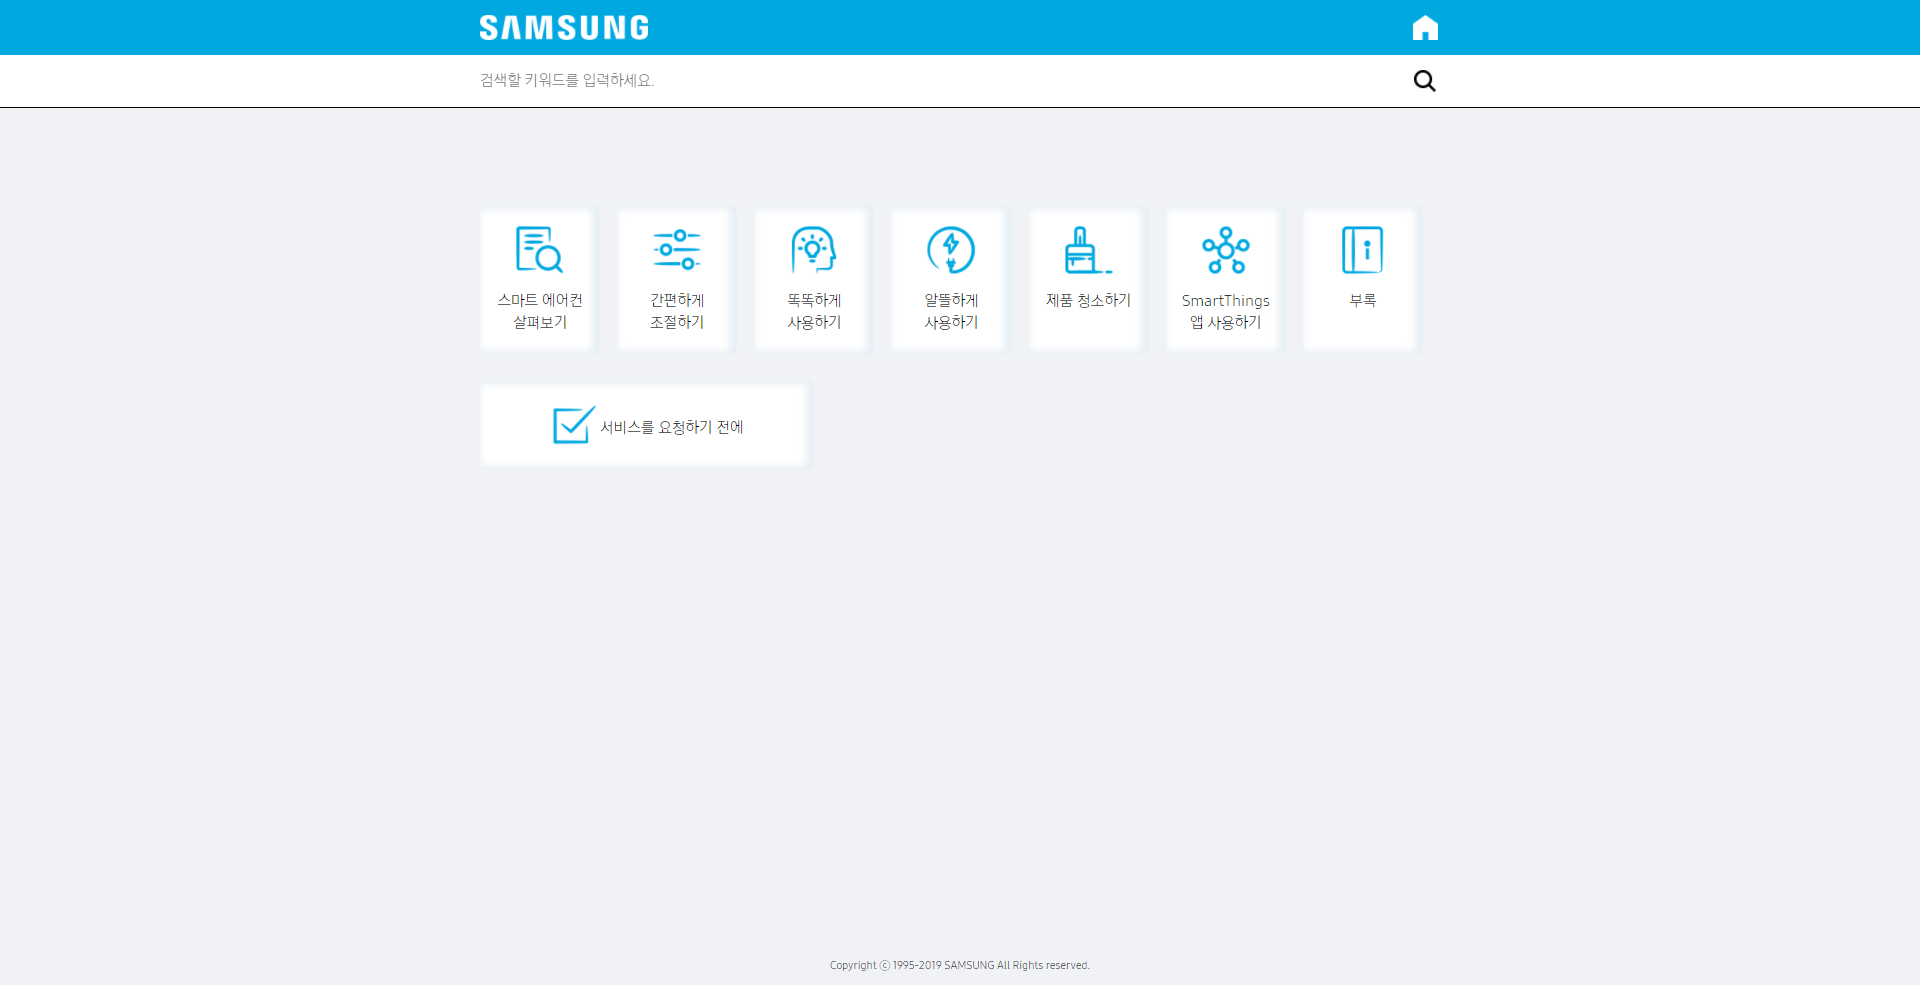 SAMSUNG
검색할 키워드를 입력하세요.
스마트 에어컨
살펴보기
간편하게
조절하기
똑똑하게
사용하기
알뜰하게
사용하기
제품 청소하기
SmartThings
앱 사용하기
부록
서비스를 요청하기 전에
Copyright ⓒ 1995-2019 SAMSUNG All Rights reserved.